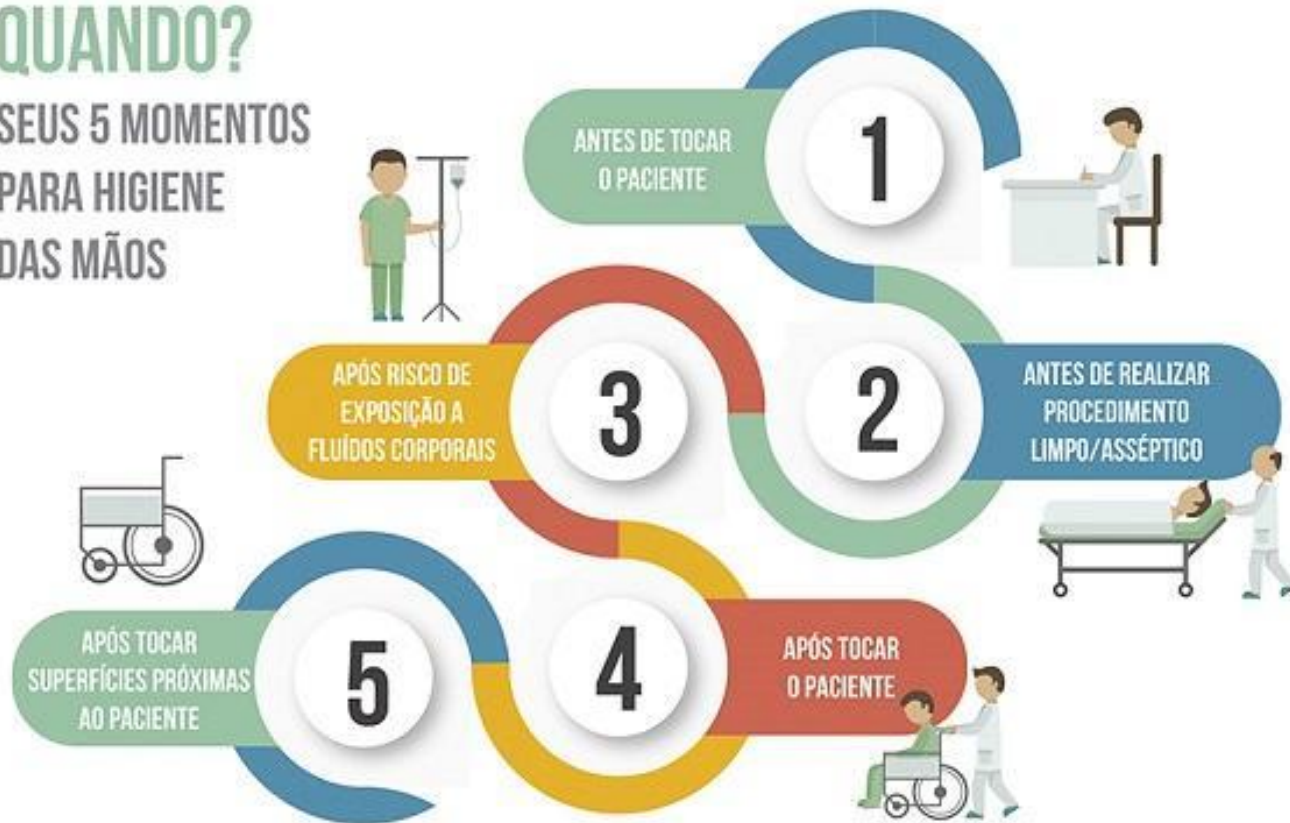 QUANDO?
SEUS 5 MOMENTOS
PARA HIGIENE
DAS MÃOS
1
ANTES DE TOCAR
O PACIENTE
2
ANTES DE REALIZAR
PROCEDIMENTO
LIMPO/ASSÉPTICO
3
APÓS RISCO DE
EXPOSIÇÃO A
FLUÍDOS CORPORAIS
4
APÓS TOCAR
O PACIENTE
5
APÓS TOCAR
SUPERFÍCIES PRÓXIMAS
AO PACIENTE